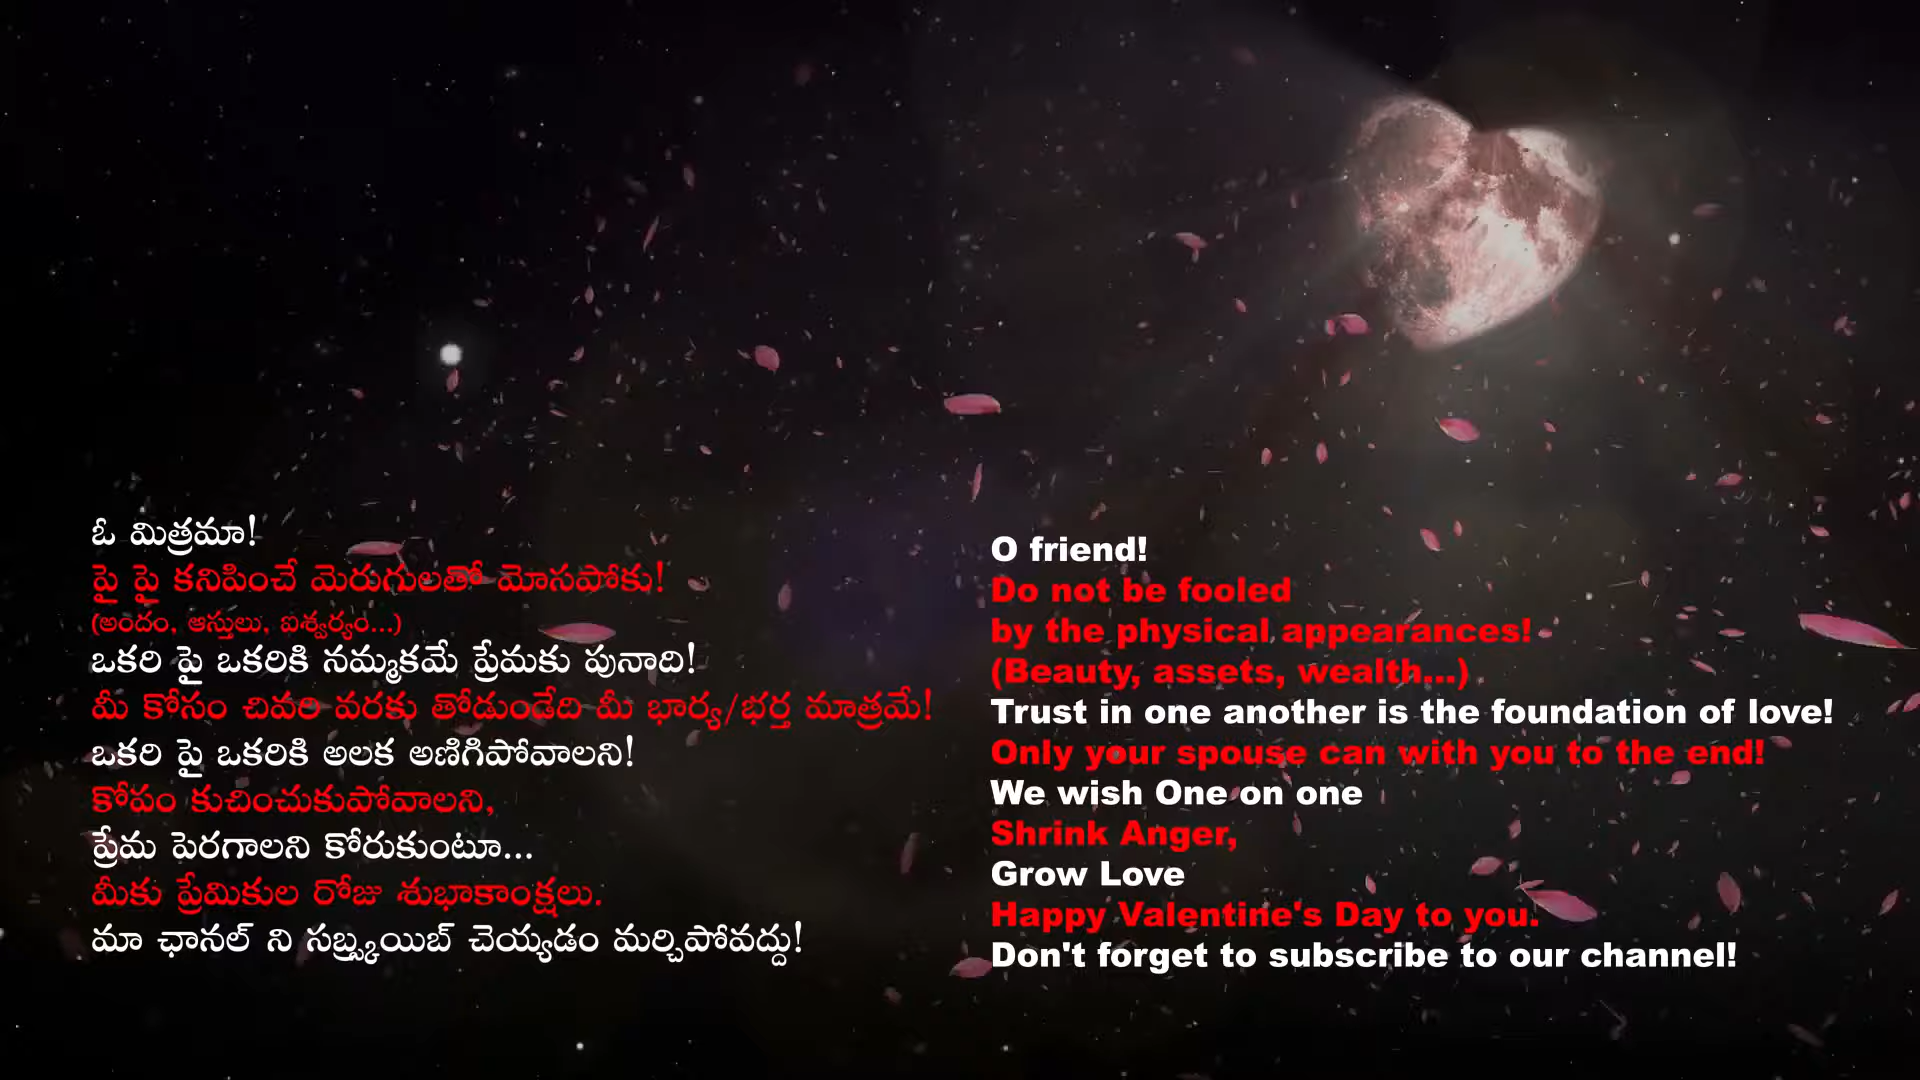 ఓ మిత్రమా!
పై పై కనిపించే మెరుగులతో మోసపోకు!
(అందం, ఆస్తులు, ఐశ్వర్యం...)
ఒకరి పై ఒకరికి నమ్మకమే ప్రేమకు పునాది!
మీ కోసం చివరి వరకు తోడుండేది మీ భార్య/భర్త మాత్రమే!
ఒకరి పై ఒకరికి అలక అణిగిపోవాలని!
కోపం కుచించుకుపోవాలని,
ప్రేమ పెరగాలని కోరుకుంటూ...
మీకు ప్రేమికుల రోజు శుభాకాంక్షలు.
మా ఛానల్ ని సబ్స్క్రయిబ్ చెయ్యడం మర్చిపోవద్దు!
O friend!
Do not be fooled
by the physical appearances!
(Beauty, assets, wealth...)
Trust in one another is the foundation of love!
Only your spouse can with you to the end!
We wish One on one
Shrink Anger,
Grow Love
Happy Valentine's Day to you.
Don't forget to subscribe to our channel!